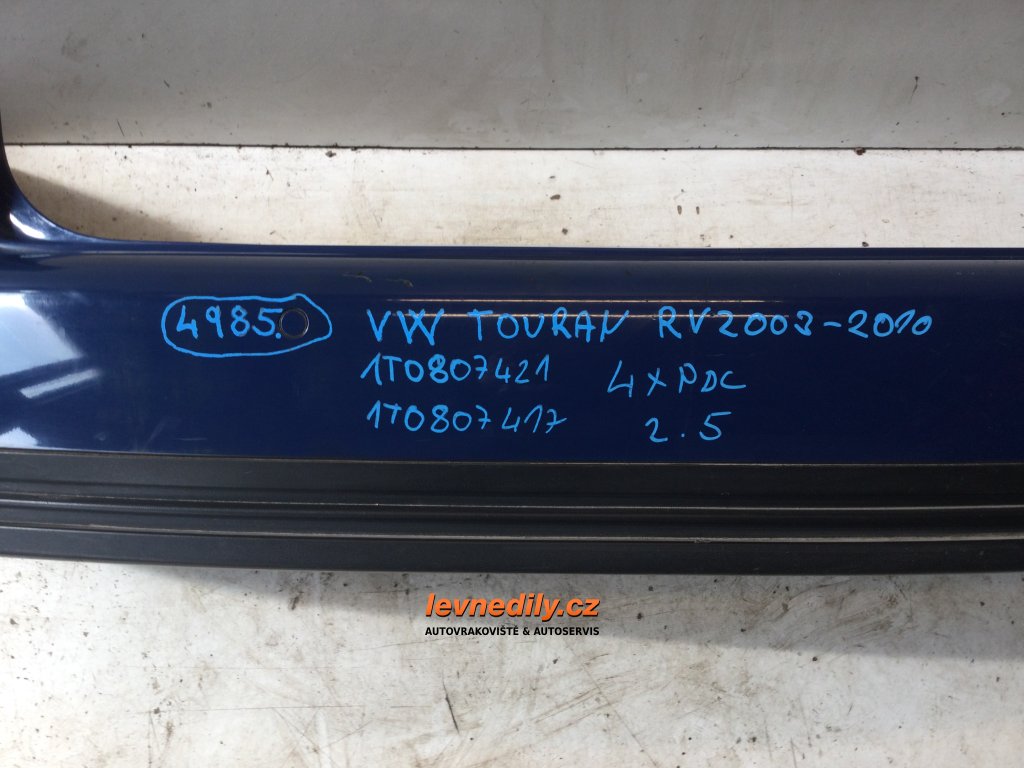 4985. VW TOURAN RV2003-2010
1T0807421 4xPDC
1T0807417 2.5
levnedily.cz
AUTOVRAKOVIŠTĚ & AUTOSERVIS